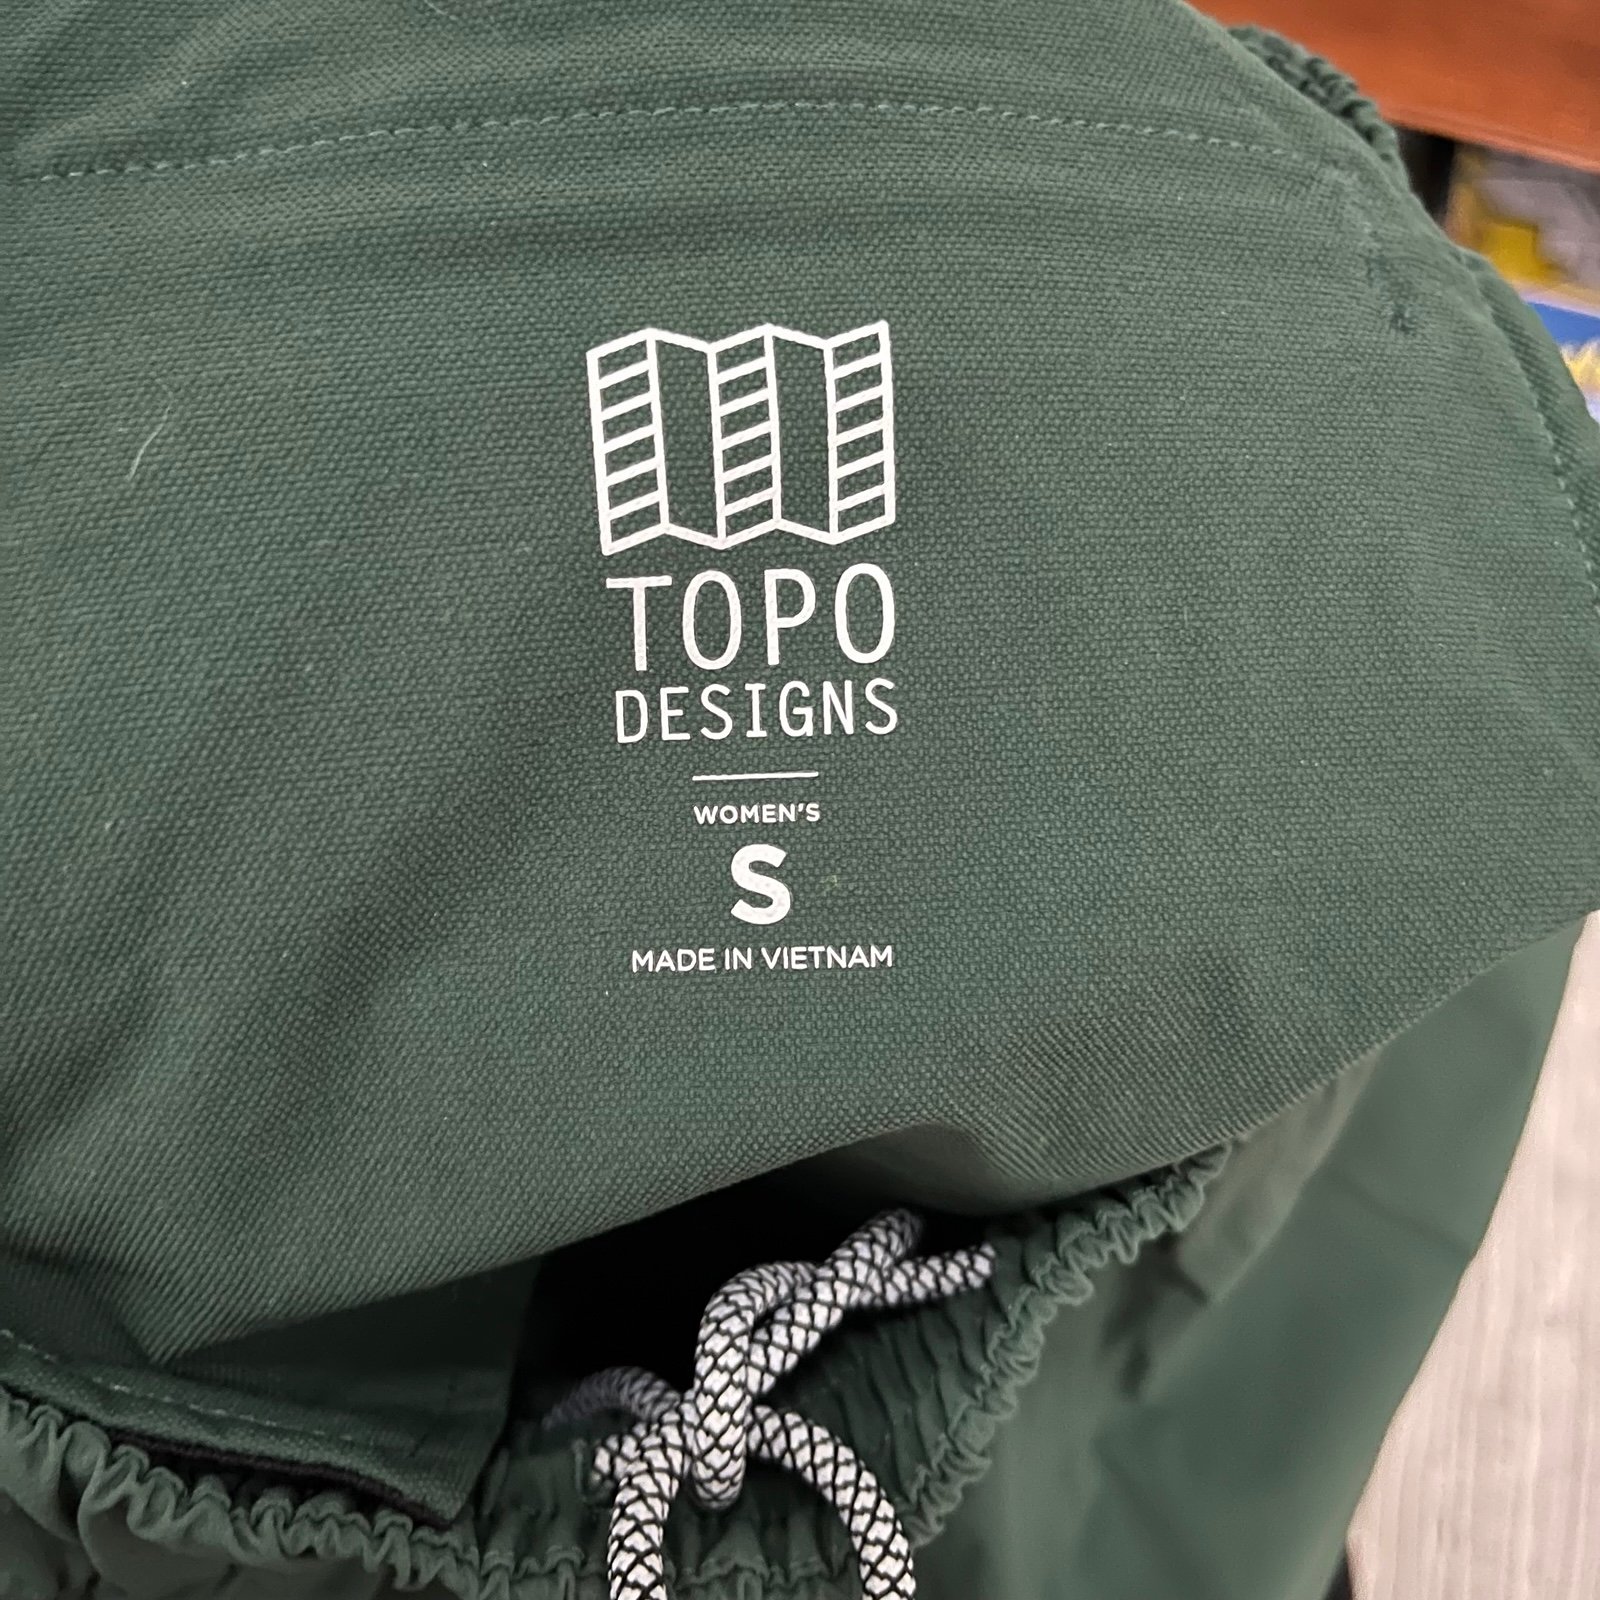 TOPO
DESIGNS
WOMEN'S
S
MADE IN VIETNAM